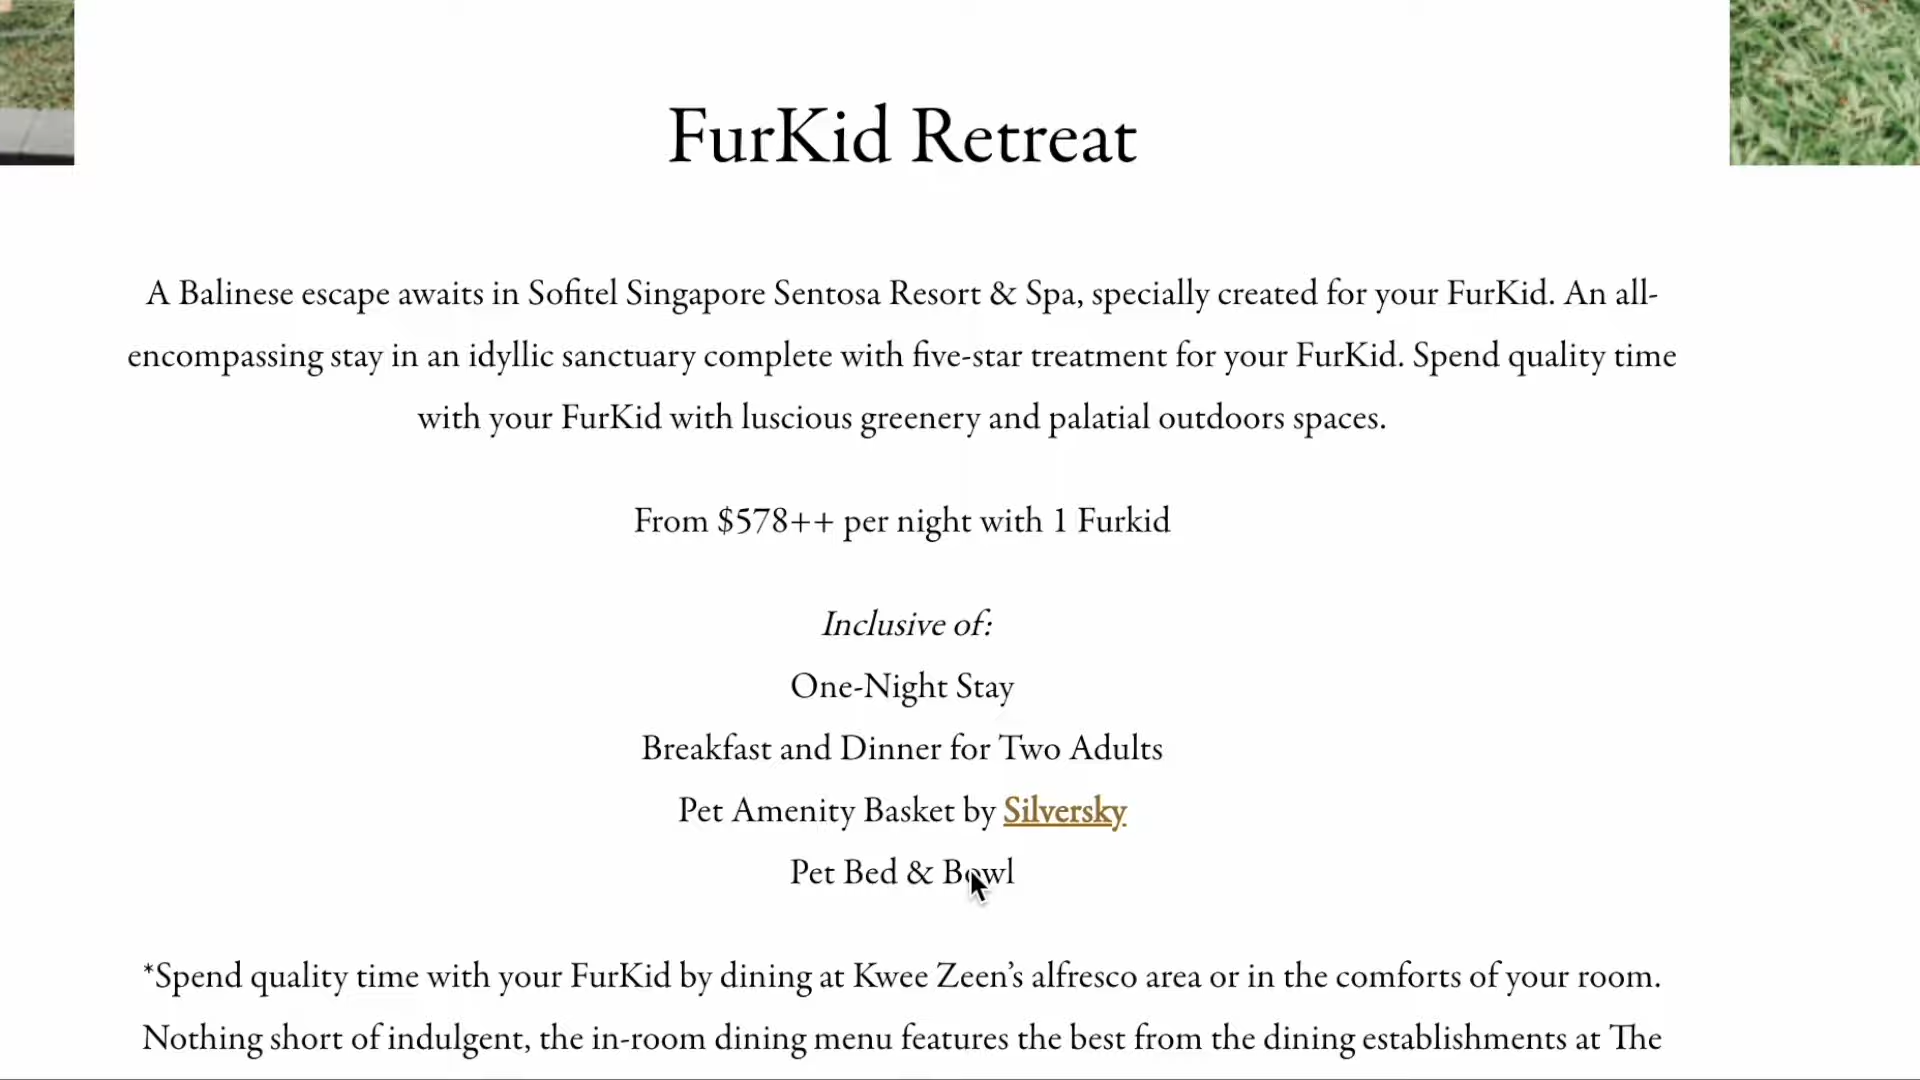 FurKid Retreat
A Balinese escape awaits in Sofitel Singapore Sentosa Resort & Spa, specially created for your FurKid. An all-
encompassing stay in an idyllic sanctuary complete with five-star treatment for your FurKid. Spend quality time
with your FurKid with luscious greenery and palatial outdoors spaces.
From $578++ per night with 1 Furkid
Inclusive of:
One-Night Stay
Breakfast and Dinner for Two Adults
Pet Amenity Basket by Silversky
Pet Bed & Bowl
*Spend quality time with your FurKid by dining at Kwee Zeen’s alfresco area or in the comforts of your room.
Nothing short of indulgent, the in-room dining menu features the best from the dining establishments at The